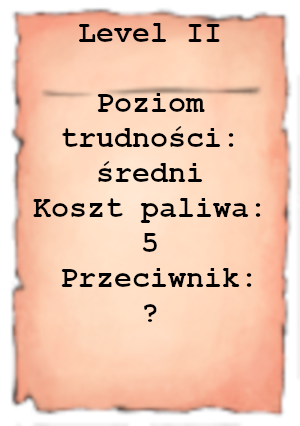 Level II
Poziom
trudności:
średni
Koszt paliwa:
5
Przeciwnik:
?